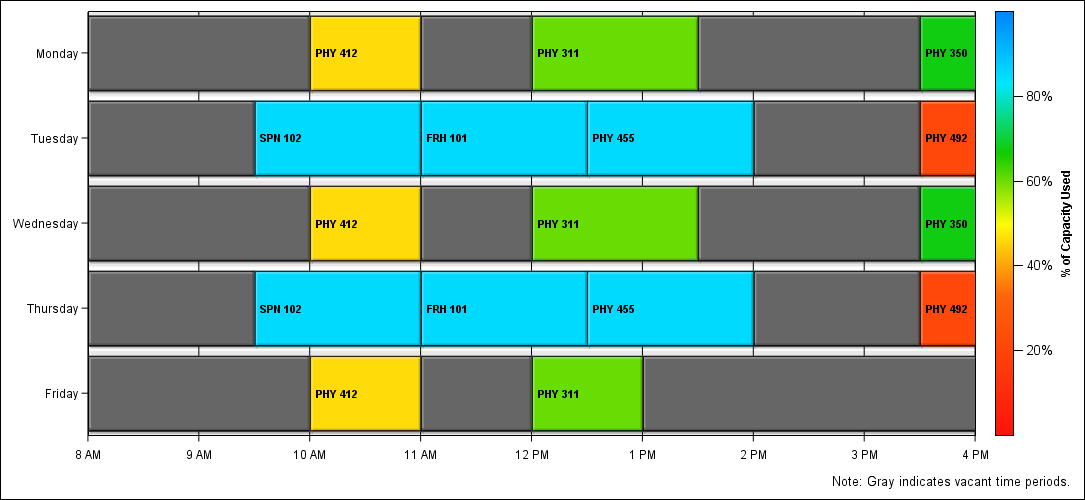 Monday
PHY 412
PHY 311
PHY 350
Tuesday
SPN 102
FRH 101
PHY 455
PHY 492
Wednesday
PHY 412
PHY 311
PHY 350
Thursday
SPN 102
FRH 101
PHY 455
PHY 492
Friday
PHY 412
PHY 311
8 AM
9 AM
10 AM
11 AM
12 PM
1 PM
2 PM
3 PM
4 PM
80%
60%
40%
20%
% of Capacity Used
Note: Gray indicates vacant time periods.